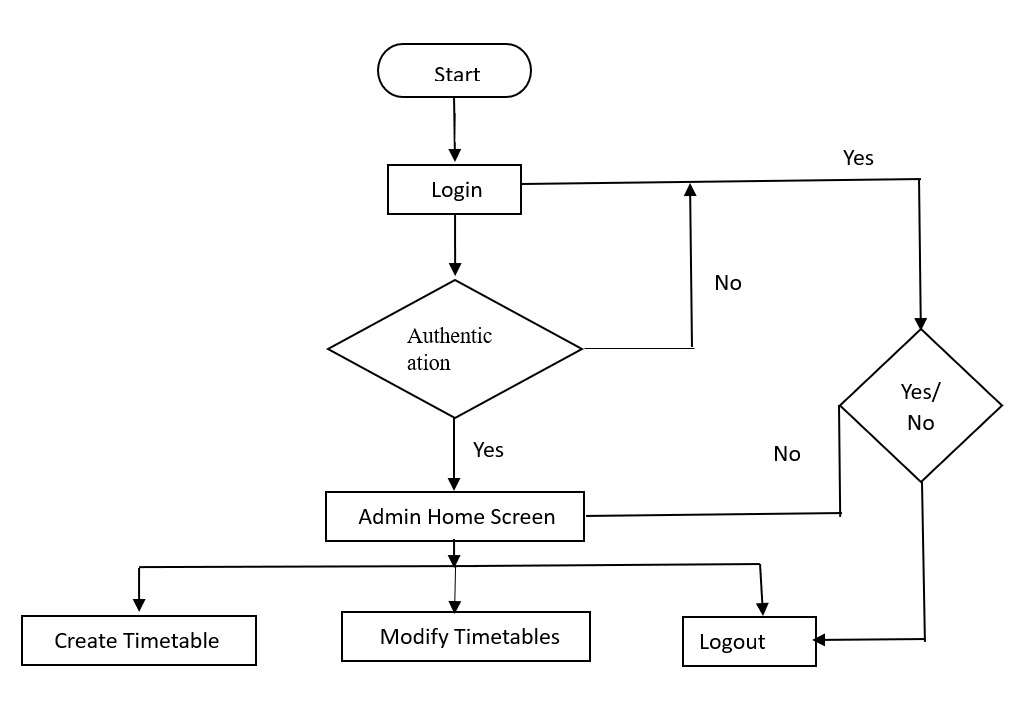 Start
Yes
Login
No
Authentic
ation
Yes/
No
Yes
No
Admin Home Screen
Create Timetable
Modify Timetables
Logout